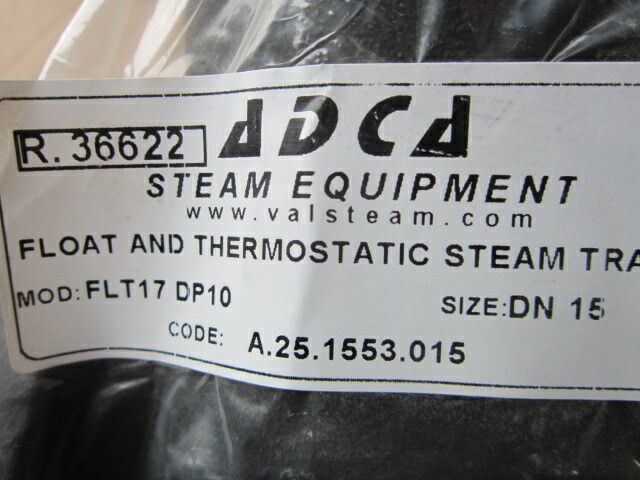 R. 36622 ADCA
STEAM EQUIPMENT
www.valsteam.com
FLOAT AND THERMOSTATIC STEAM TRA
MOD: FLT17 DP10 SIZE: DN 15
CODE: A.25.1553.015